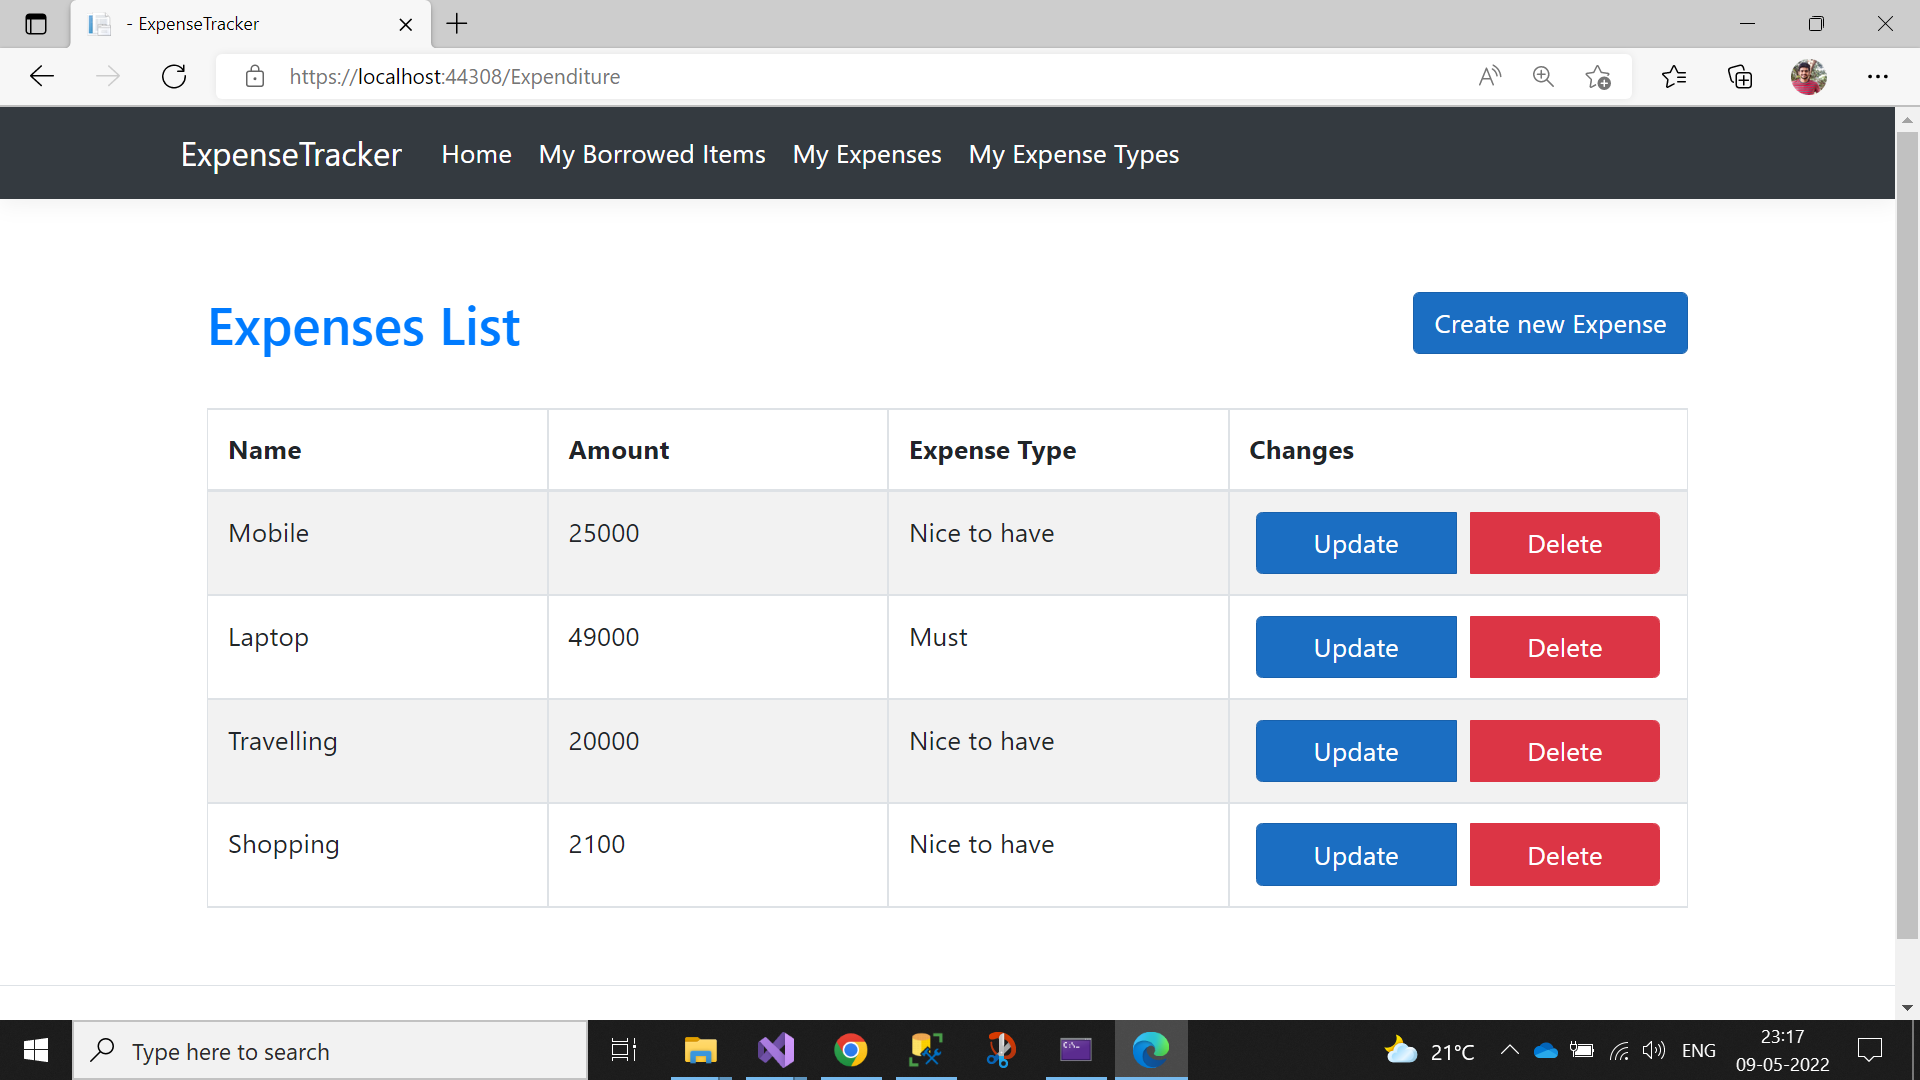 - ExpenseTracker
https://localhost:44308/Expenditure
ExpenseTracker Home My Borrowed Items My Expenses My Expense Types
Expenses List Create new Expense
Name Amount Expense Type Changes
Mobile 25000 Nice to have Update Delete
Laptop 49000 Must Update Delete
Travelling 20000 Nice to have Update Delete
Shopping 2100 Nice to have Update Delete
Type here to search 21°C ENG 23:17
09-05-2022